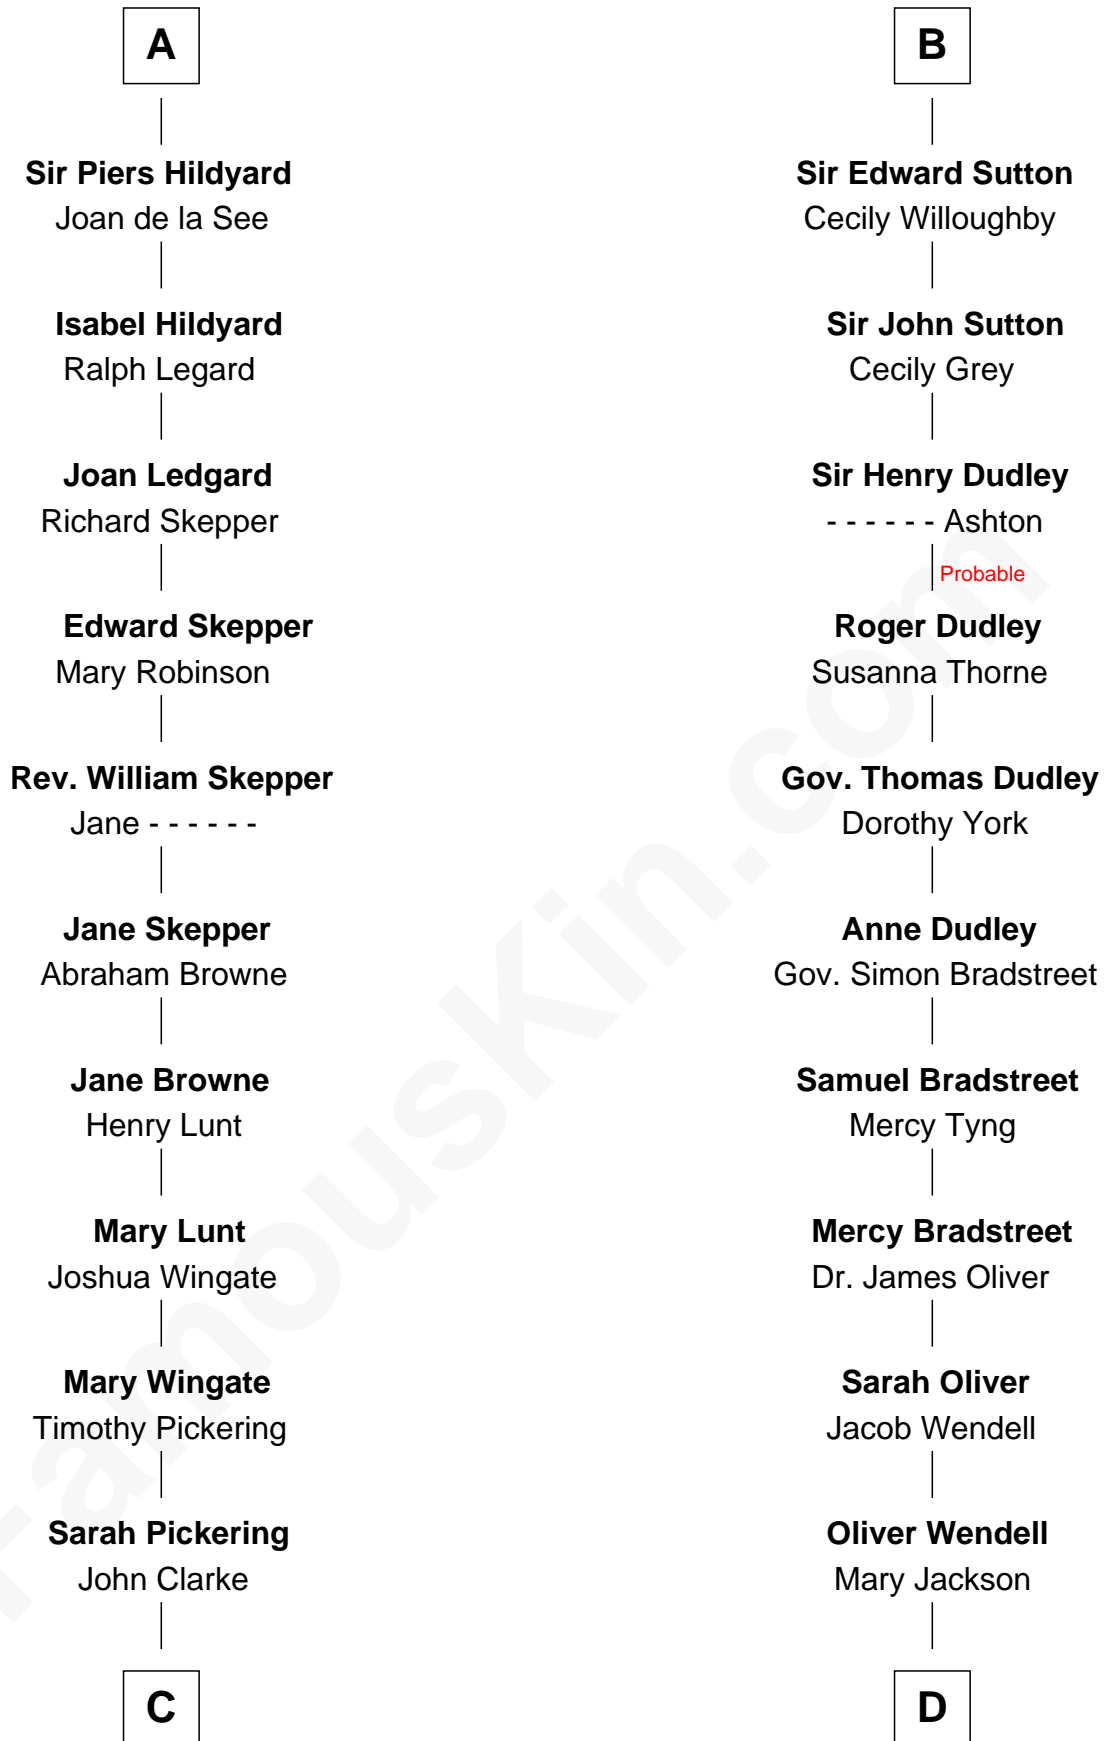 A
Sir Piers Hildyard
Joan de la See
Isabel Hildyard
Ralph Legard
Joan Ledgard
Richard Skepper
Edward Skepper
Mary Robinson
Rev. William Skepper
Jane - - - - - -
Jane Skepper
Abraham Browne
Jane Browne
Henry Lunt
Mary Lunt
Joshua Wingate
Mary Wingate
Timothy Pickering
Sarah Pickering
John Clarke
C
B
Sir Edward Sutton
Cecily Willoughby
Sir John Sutton
Cecily Grey
Sir Henry Dudley
- - - - - - Ashton
Probable
Roger Dudley
Susanna Thorne
Gov. Thomas Dudley
Dorothy York
Anne Dudley
Gov. Simon Bradstreet
Samuel Bradstreet
Mercy Tyng
Mercy Bradstreet
Dr. James Oliver
Sarah Oliver
Jacob Wendell
Oliver Wendell
Mary Jackson
D
FamousKin.com